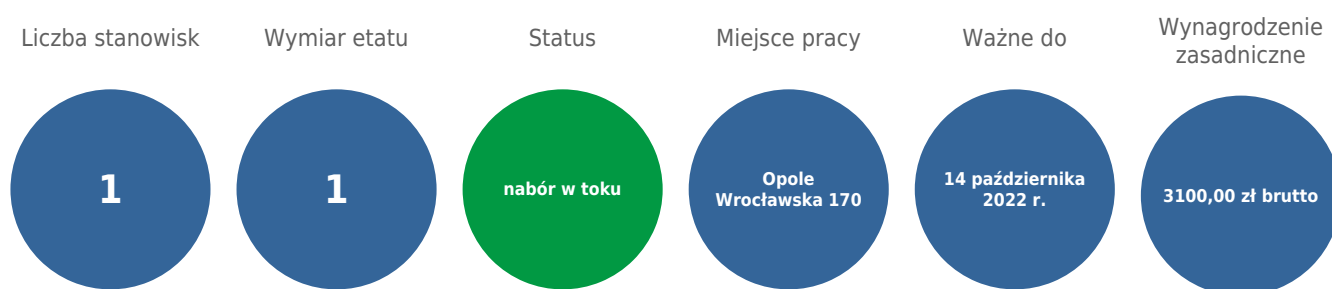 Liczba stanowisk
1
Wymiar etatu
1
Status
nabór w toku
Miejsce pracy
Opole
Wrocławska 170
Ważne do
14 października
2022 r.
Wynagrodzenie
zasadnicze
3100,00 zł brutto